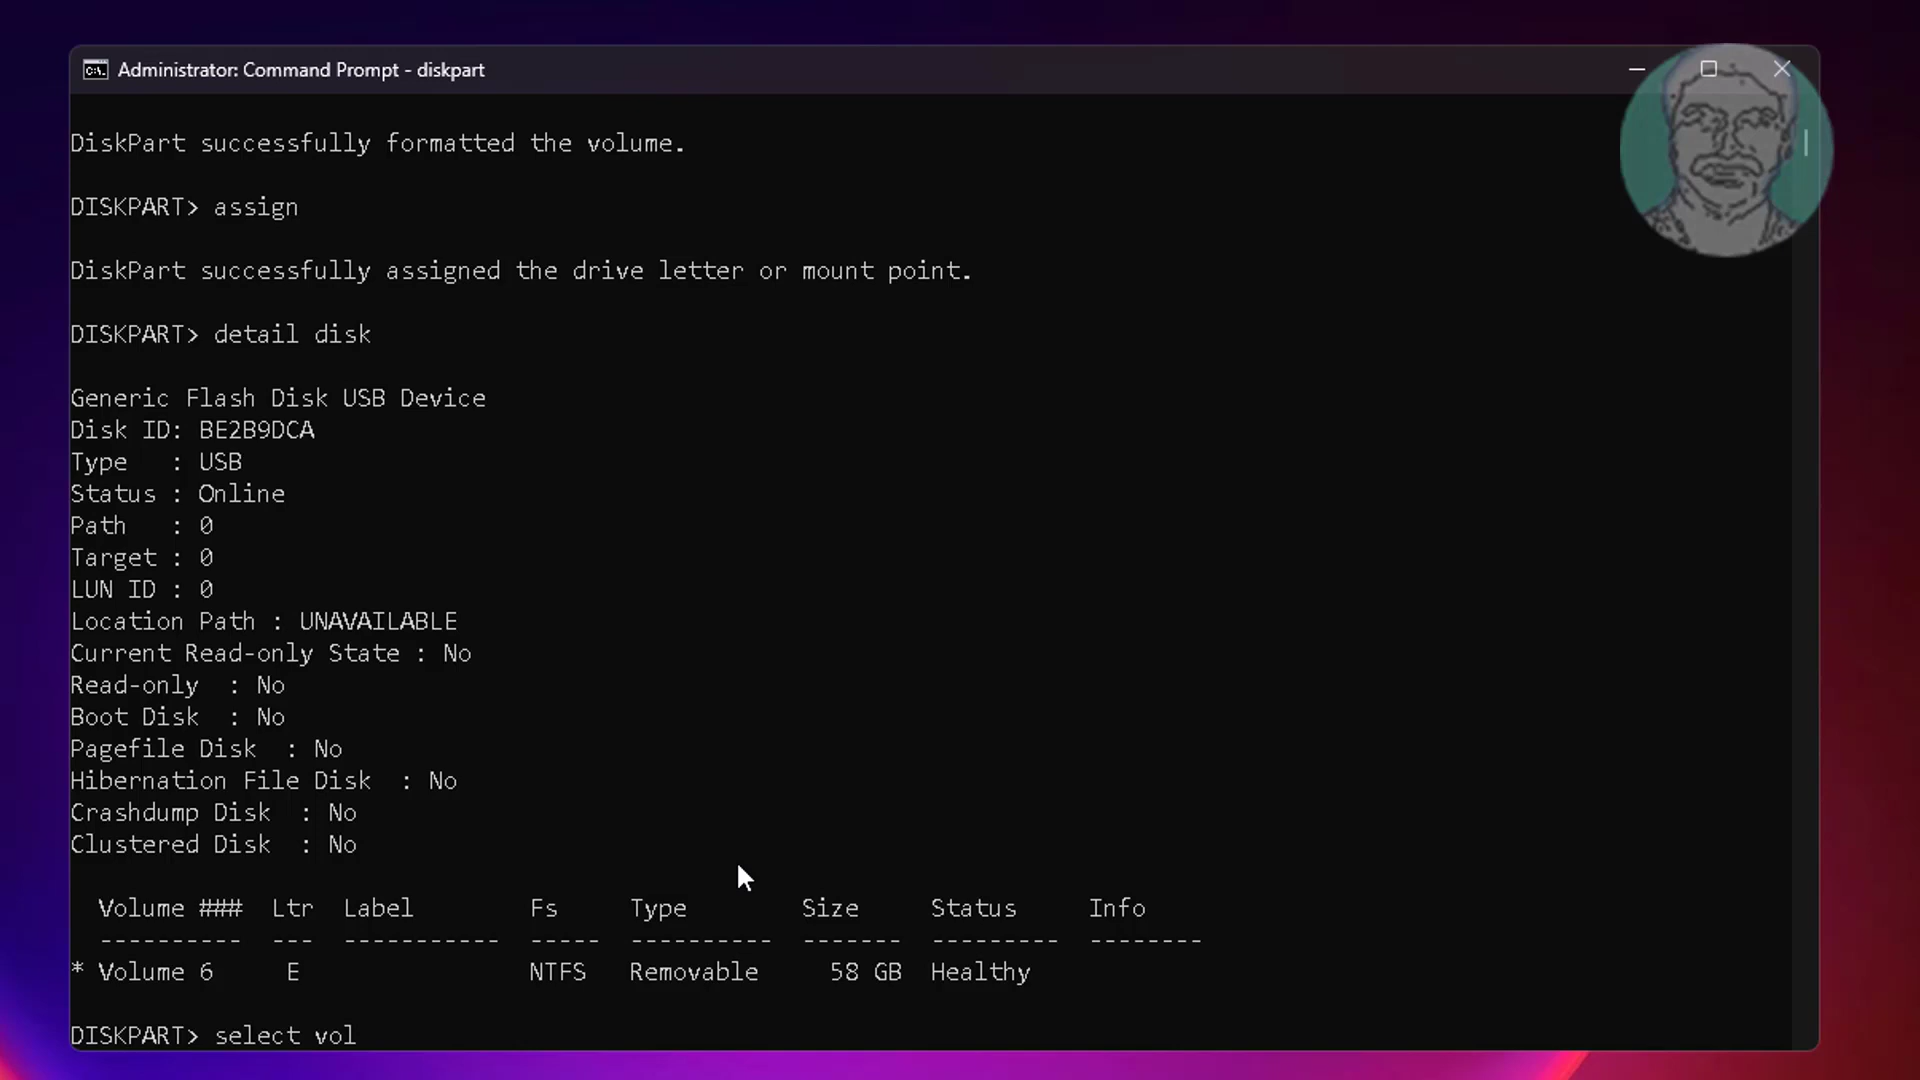 Administrator: Command Prompt - diskpart
DiskPart successfully formatted the volume.
DISKPART> assign
DiskPart successfully assigned the drive letter or mount point.
DISKPART> detail disk
Generic Flash Disk USB Device
Disk ID: BE2B9DCA
Type   : USB
Status : Online
Path   : 0
Target : 0
LUN ID : 0
Location Path : UNAVAILABLE
Current Read-only State : No
Read-only  : No
Boot Disk  : No
Pagefile Disk  : No
Hibernation File Disk  : No
Crashdump Disk  : No
Clustered Disk  : No
  Volume ###  Ltr  Label        Fs     Type        Size     Status     Info
  ----------  ---  -----------  -----  ----------  -------  ---------  --------
* Volume 6     E                NTFS   Removable     58 GB  Healthy
DISKPART> select vol